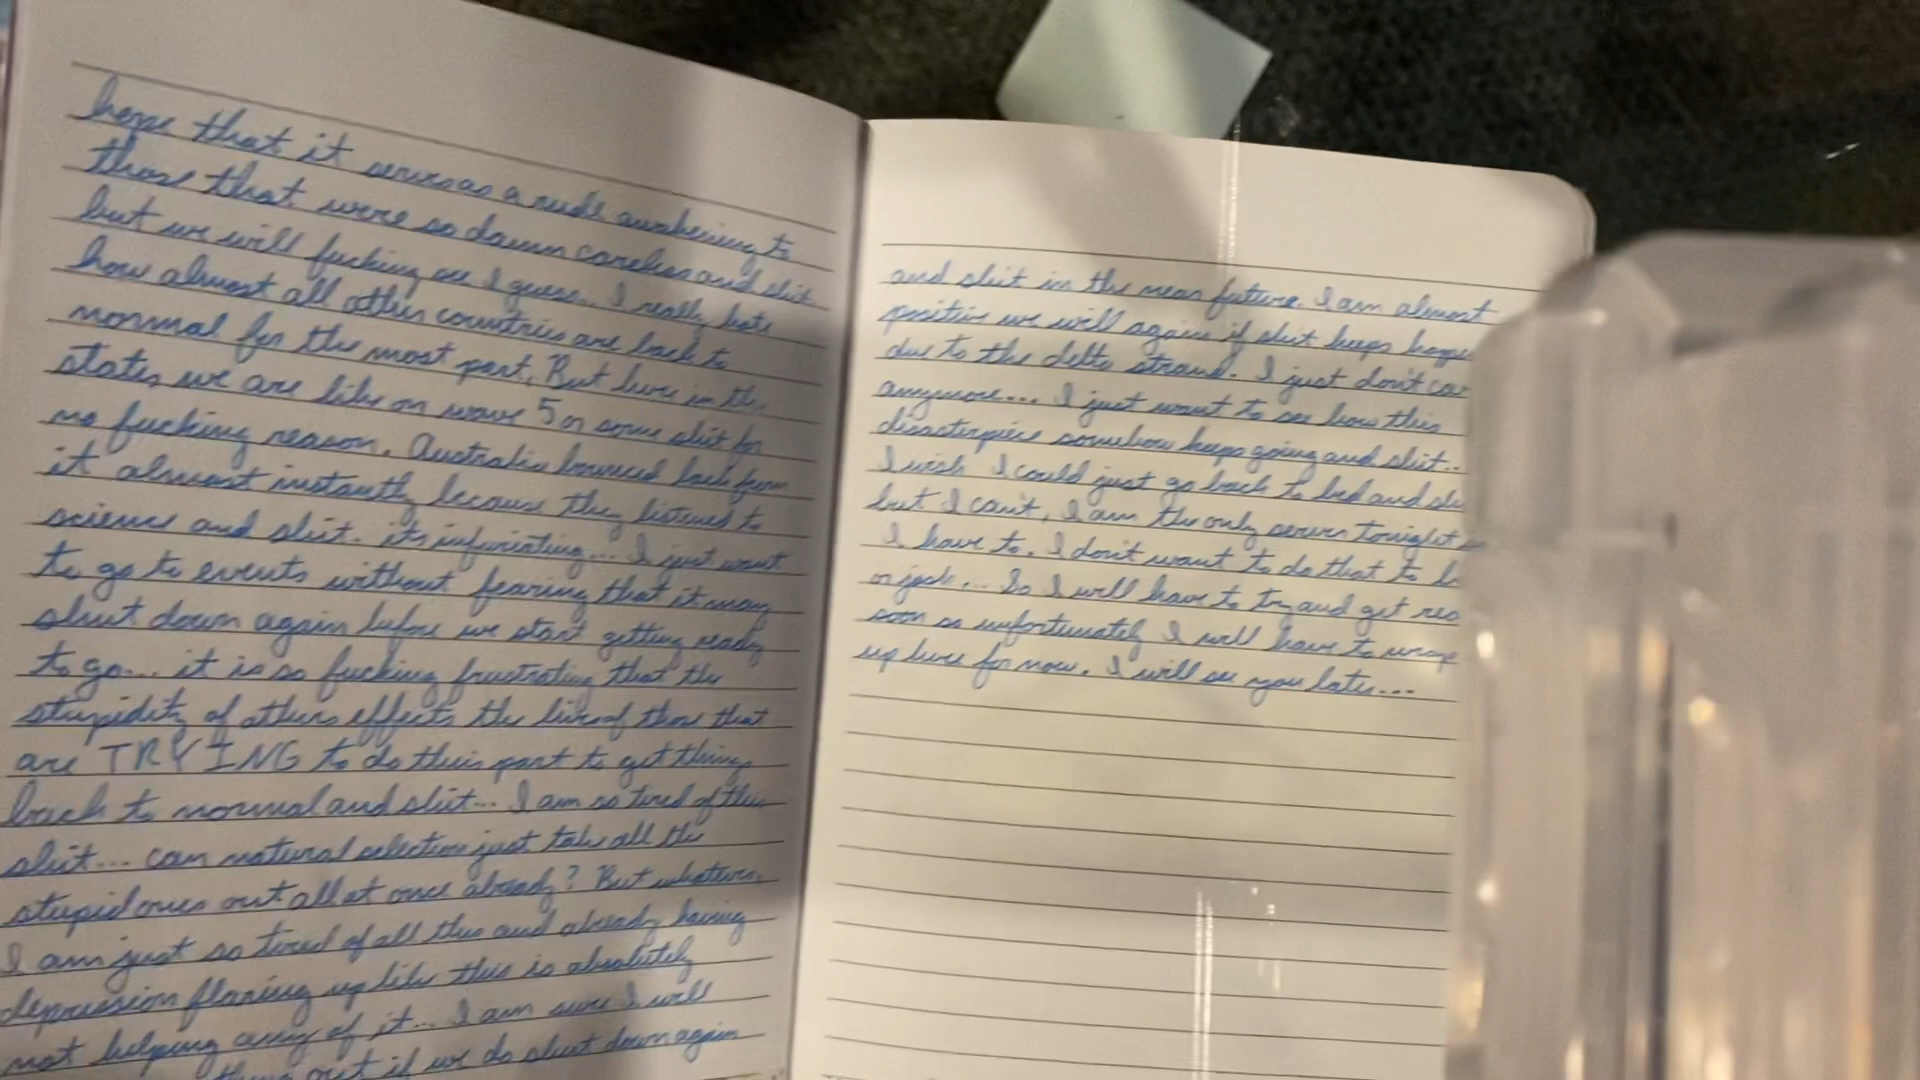 hope that it serves as a rude awakening to
those that were so damn careless and shit
but we will fucking see I guess... I really hate
how almost all other countries are back to
normal for the most part. But here in the
states, we are like on wave 5 or some shit for
no fucking reason. Australia bounced back from
it almost instantly because they listened to
science and shit. its infuriating... I just want
to go to events without fearing that it may
shut down again before we start getting ready
to go... it is so fucking frustrating that the
stupidity of others effects the lives of those that
are TRYING to do their part to get things
back to normal and shit... I am so tired of this
shit... can natural selection just take all the
stupid ones out all at once already? But whatever.
I am just so tired of all this and already having
depression flaring up like this is absolutely
not helping any of it... I am sure I will
out if we do shut down again
and shit in the near future. I am almost
positive we will again if shit keeps
due to the delta strand. I just don't
anymore... I just want to see how this
disasterpiece somehow keeps going and shit..
I wish I could just go back to bed and
but I can't, I am the only server tonight
I have to. I don't want to do that to
or jack... So I will have to try and get
soon so unfortunately I will have to wrap
up here for now. I will see you later...